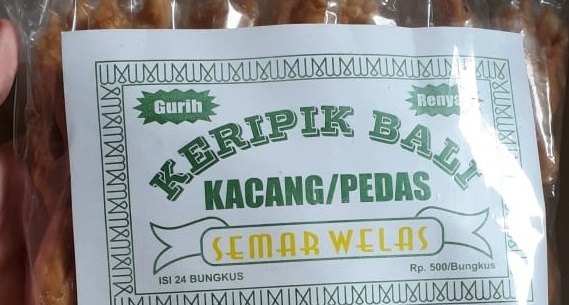 Gurih
Renyah
KERIPIK BALI
KACANG/PEDAS
SEMAR WELAS
ISI 24 BUNGKUS
Rp. 500/Bungkus